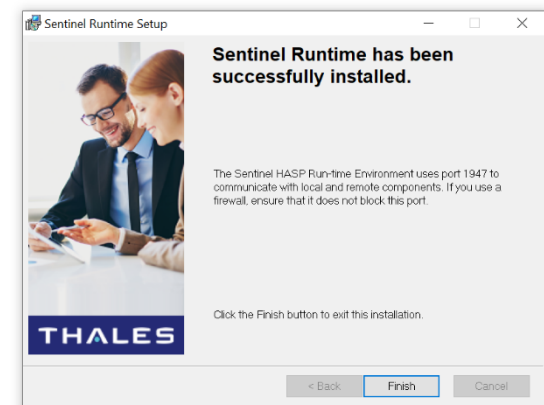 Sentinel Runtime Setup
Sentinel Runtime has been
successfully installed.
The Sentinel HASP Run-time Environment uses port 1947 to
communicate with local and remote components. If you use a
firewall, ensure that it does not block this port.
Click the Finish button to exit this installation.
THALES
< Back Finish Cancel